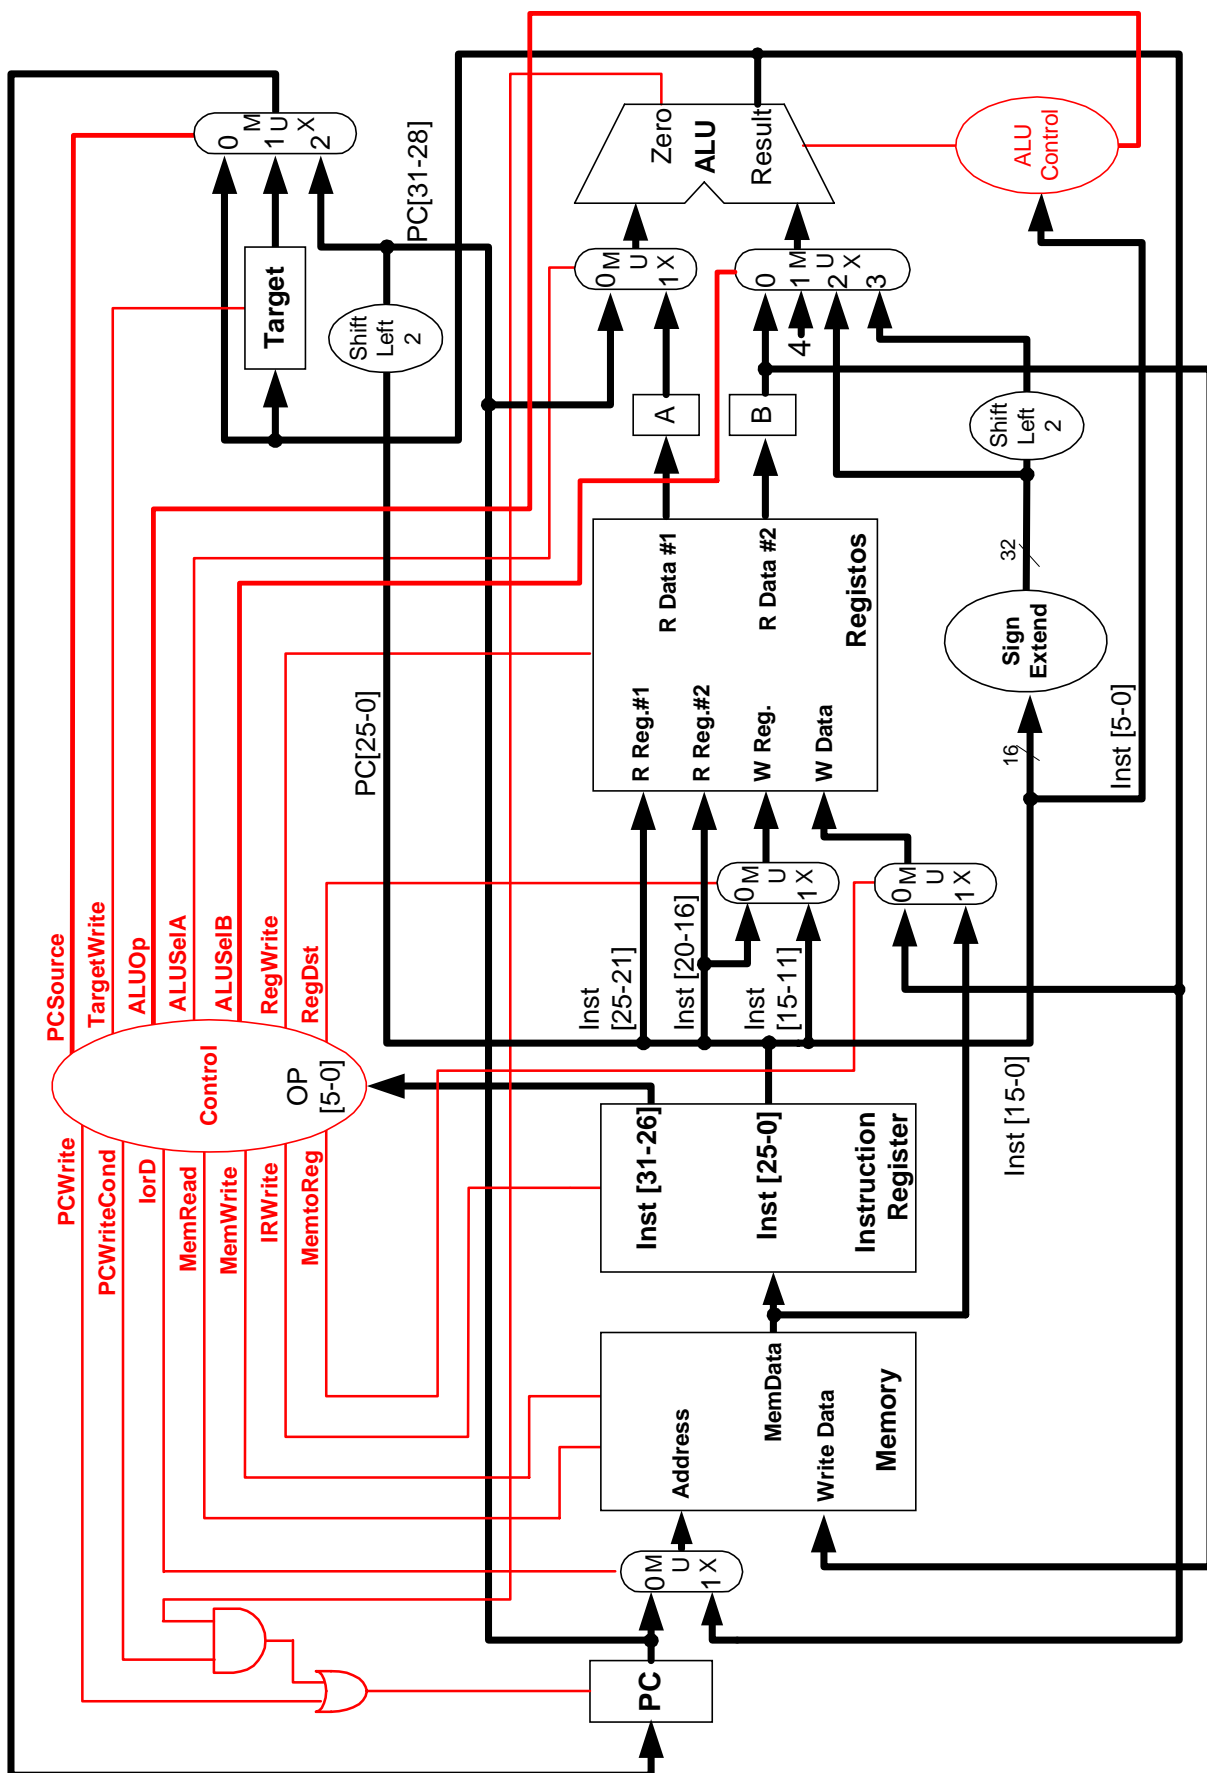 PCSource
TargetWrite
ALUOp
ALUSelA
ALUSelB
RegWrite
RegDst
Control
OP
[5-0]
PCWrite
PCWriteCond
IorD
MemRead
MemWrite
IRWrite
MemtoReg
PC
0
1
M
U
X
Address
MemData
Write Data
Memory
Inst [31-26]
Inst [25-0]
Instruction
Register
Inst
[25-21]
Inst [20-16]
Inst
[15-11]
Inst [15-0]
0
1
M
U
X
0
1
M
U
X
R Reg.#1
R Reg.#2
W Reg.
W Data
R Data #1
R Data #2
Registos
16
Sign
Extend
32
Inst [5-0]
Shift
Left
2
A
B
4
0
1
M
U
X
0
1
2
3
M
U
X
Zero
ALU
Result
ALU
Control
PC[25-0]
Shift
Left
2
PC[31-28]
Target
0
1
2
M
U
X